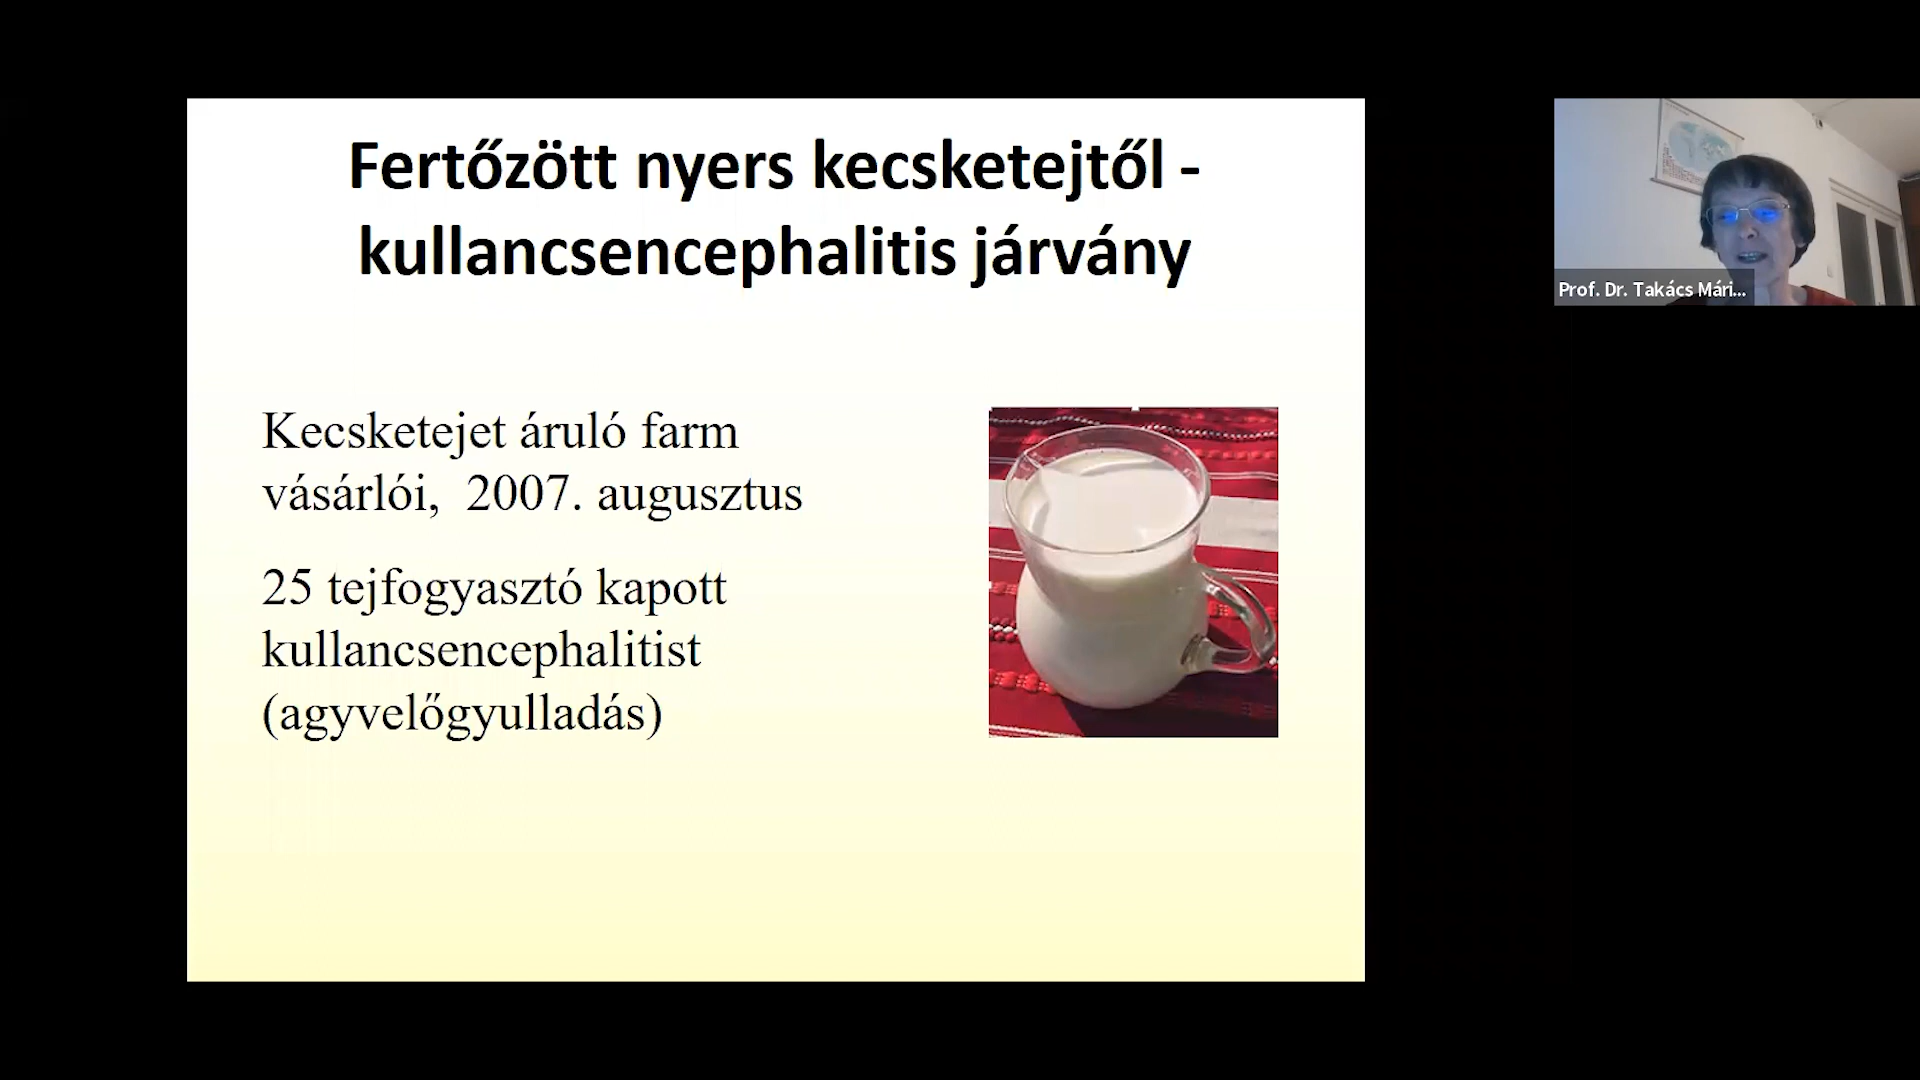 Fertőzött nyers kecsketejtől -
kullancsencephalitis járvány
Kecsketejet áruló farm
vásárlói, 2007. augusztus
25 tejfogyasztó kapott
kullancsencephalitist
(agyvelőgyulladás)
Prof. Dr. Takács Mári...